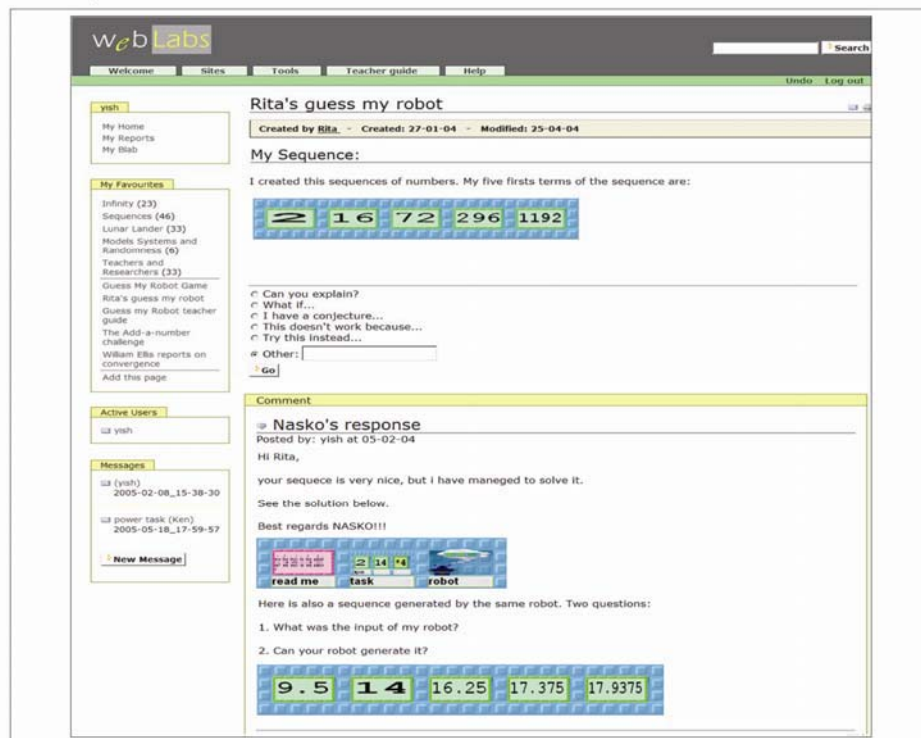 webLabs
Search
Welcome Sites Tools Teacher guide Help
Undo Log out
yish
My Home
My Reports
My Blab
My Favourites
Infinity (23)
Sequences (46)
Lunar Lander (33)
Models Systems and
Randomness (6)
Teachers and
Researchers (33)
Guess My Robot Game
Rita's guess my robot
Guess my Robot teacher
guide
The Add-a-number
challenge
William Ellis reports on
convergence
Add this page
Active Users
yish
Messages
(yish)
2005-02-08_15-38-30
power task (Ken)
2005-05-18_17-59-57
New Message
Rita's guess my robot
Created by Rita - Created: 27-01-04 - Modified: 25-04-04
My Sequence:
I created this sequences of numbers. My five firsts terms of the sequence are:
2 16 72 296 1192
Can you explain?
What if...
I have a conjecture...
This doesn't work because...
Try this instead...
Other:
Go
Comment
Nasko's response
Posted by: yish at 05-02-04
Hi Rita,
your sequece is very nice, but i have maneged to solve it.
See the solution below.
Best regards NASKO!!!
2 14 *4
read me task robot
Here is also a sequence generated by the same robot. Two questions:
1. What was the input of my robot?
2. Can your robot generate it?
9.5 14 16.25 17.375 17.9375